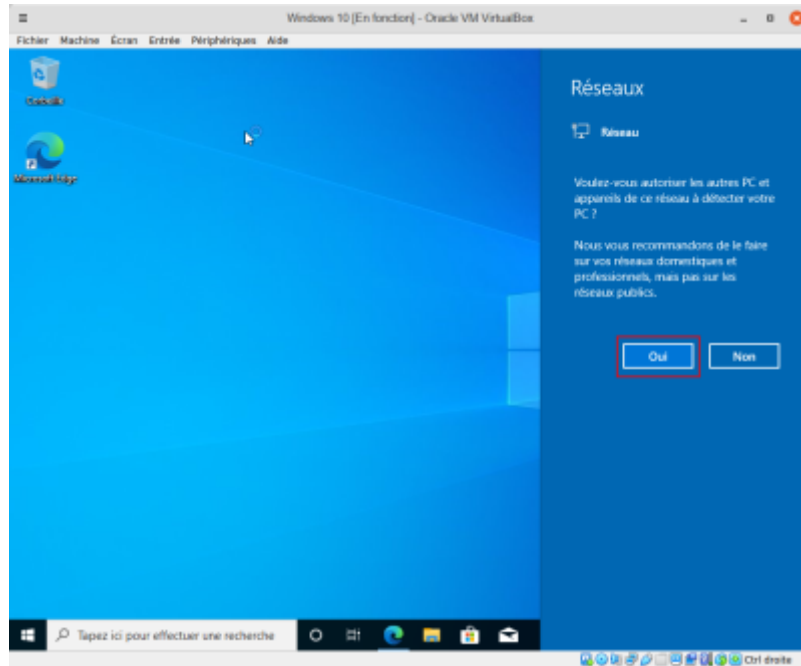 Windows 10 [En fonction] - Oracle VM VirtualBox
Fichier Machine Écran Entrée Périphériques Aide
Corbeille
Microsoft Edge
Réseaux
Réseau
Voulez-vous autoriser les autres PC et
appareils de ce réseau à détecter votre
PC ?
Nous vous recommandons de le faire
sur vos réseaux domestiques et
professionnels, mais pas sur les
réseaux publics.
Oui Non
Tapez ici pour effectuer une recherche
Ctrl droite